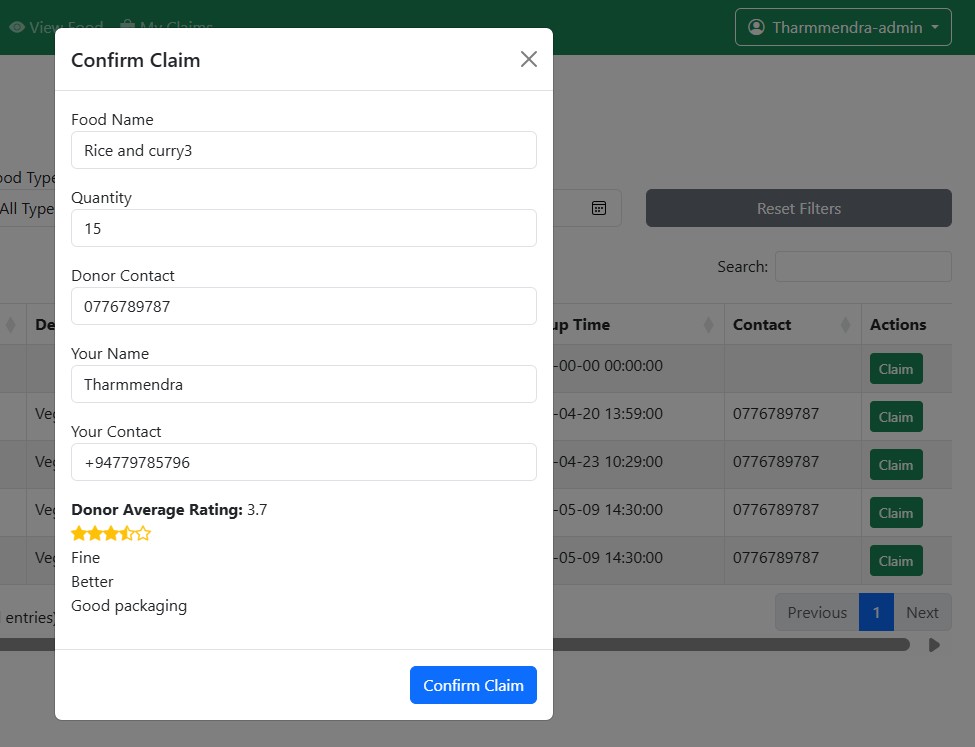 View Food My Claims Tharmmendra-admin
Confirm Claim
Food Name
Rice and curry3
Quantity
15
Donor Contact
0776789787
Your Name
Tharmmendra
Your Contact
+94779785796
Donor Average Rating: 3.7
Fine
Better
Good packaging
Confirm Claim
ood Type
All Type
Reset Filters
Search:
De
up Time Contact Actions
-00-00 00:00:00 Claim
Veg
-04-20 13:59:00 0776789787 Claim
Veg
-04-23 10:29:00 0776789787 Claim
Veg
-05-09 14:30:00 0776789787 Claim
Veg
-05-09 14:30:00 0776789787 Claim
entries)
Previous 1 Next